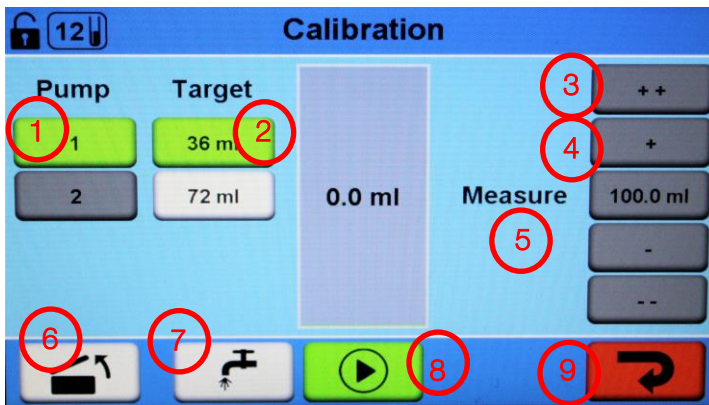 12
Calibration
Pump
Target
1
1
36 ml
2
2
72 ml
0.0 ml
3
+ +
4
+
Measure
100.0 ml
5
-
- -
6
7
8
9